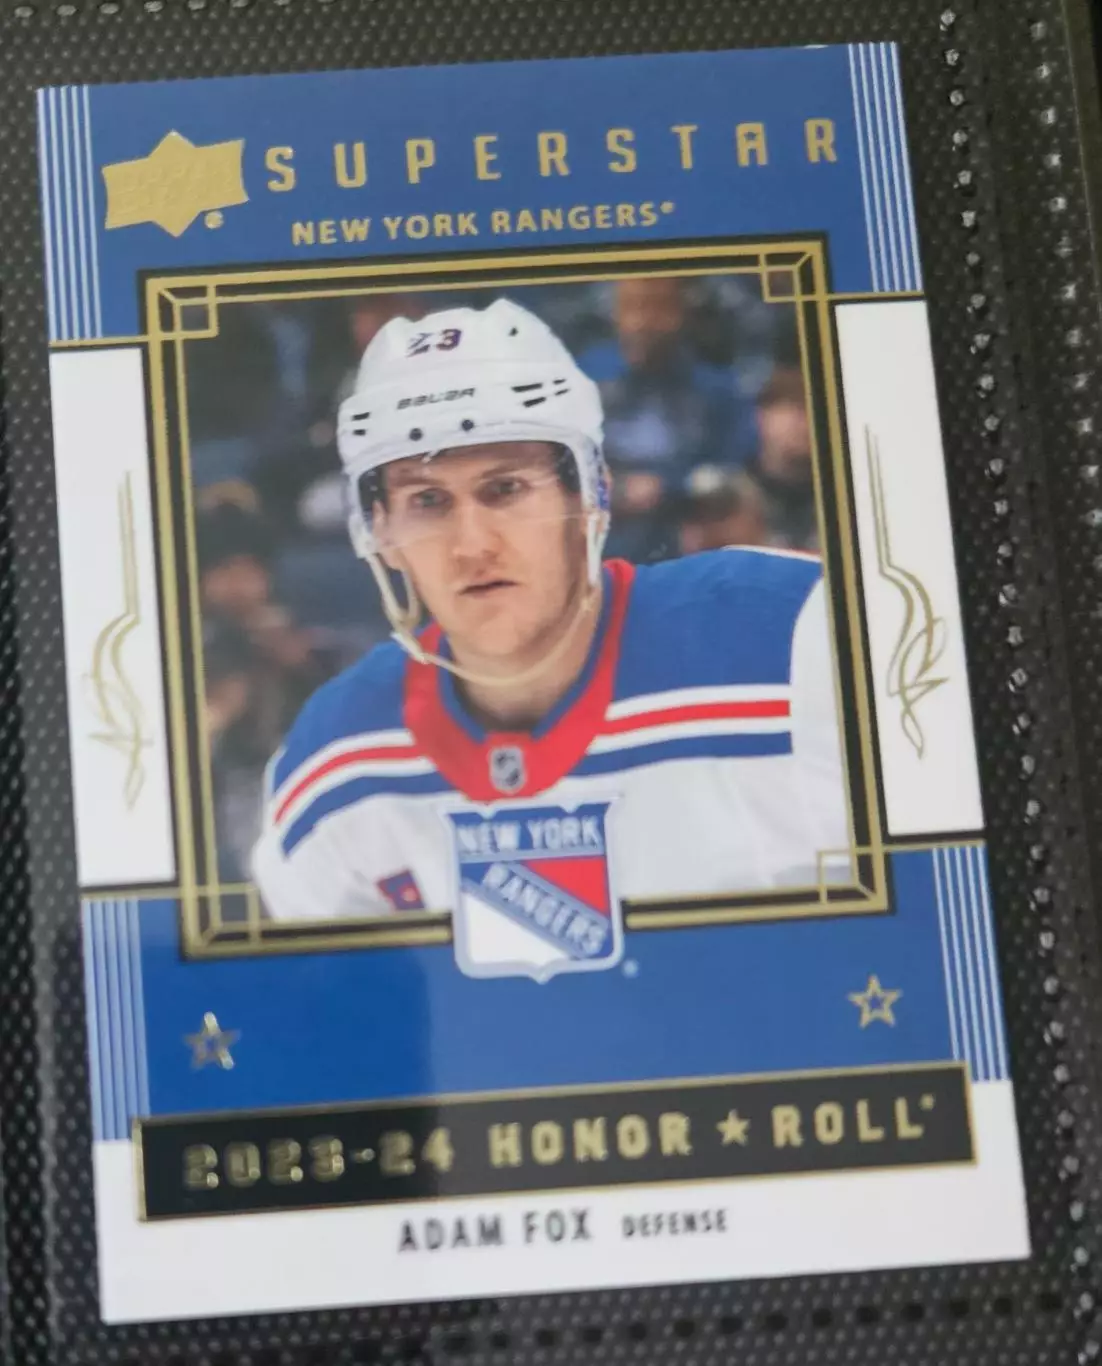 SUPERSTAR
NEW YORK RANGERS®
23
BAUER
NEW YORK
RANGERS
2023-24 HONOR ★ ROLL
ADAM FOX DEFENSE